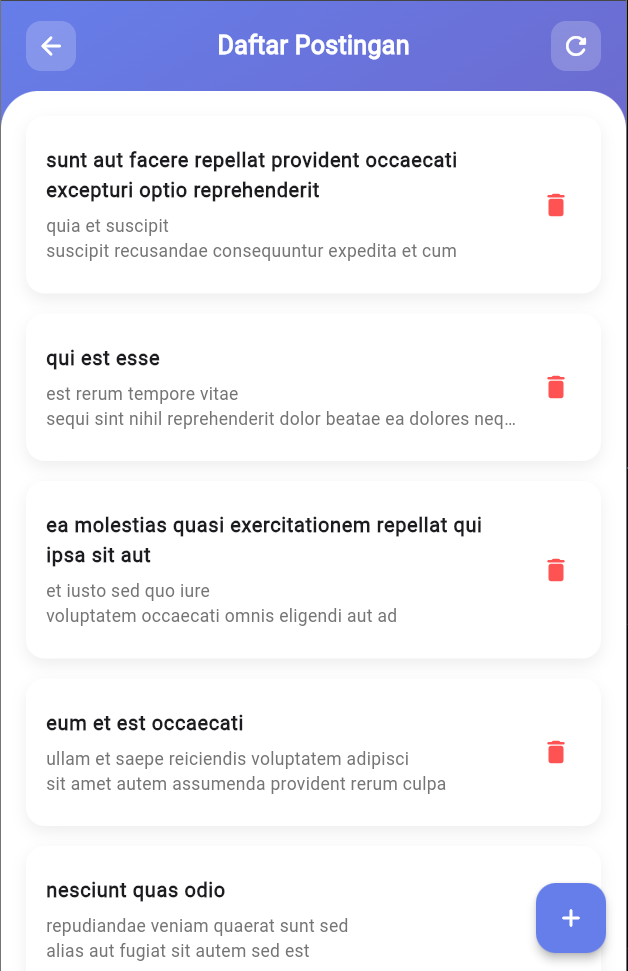 Daftar Postingan
sunt aut facere repellat provident occaecati
excepturi optio reprehenderit
quia et suscipit
suscipit recusandae consequuntur expedita et cum
qui est esse
est rerum tempore vitae
sequi sint nihil reprehenderit dolor beatae ea dolores neq...
ea molestias quasi exercitationem repellat qui
ipsa sit aut
et iusto sed quo iure
voluptatem occaecati omnis eligendi aut ad
eum et est occaecati
ullam et saepe reiciendis voluptatem adipisci
sit amet autem assumenda provident rerum culpa
nesciunt quas odio
repudiandae veniam quaerat sunt sed
alias aut fugiat sit autem sed est